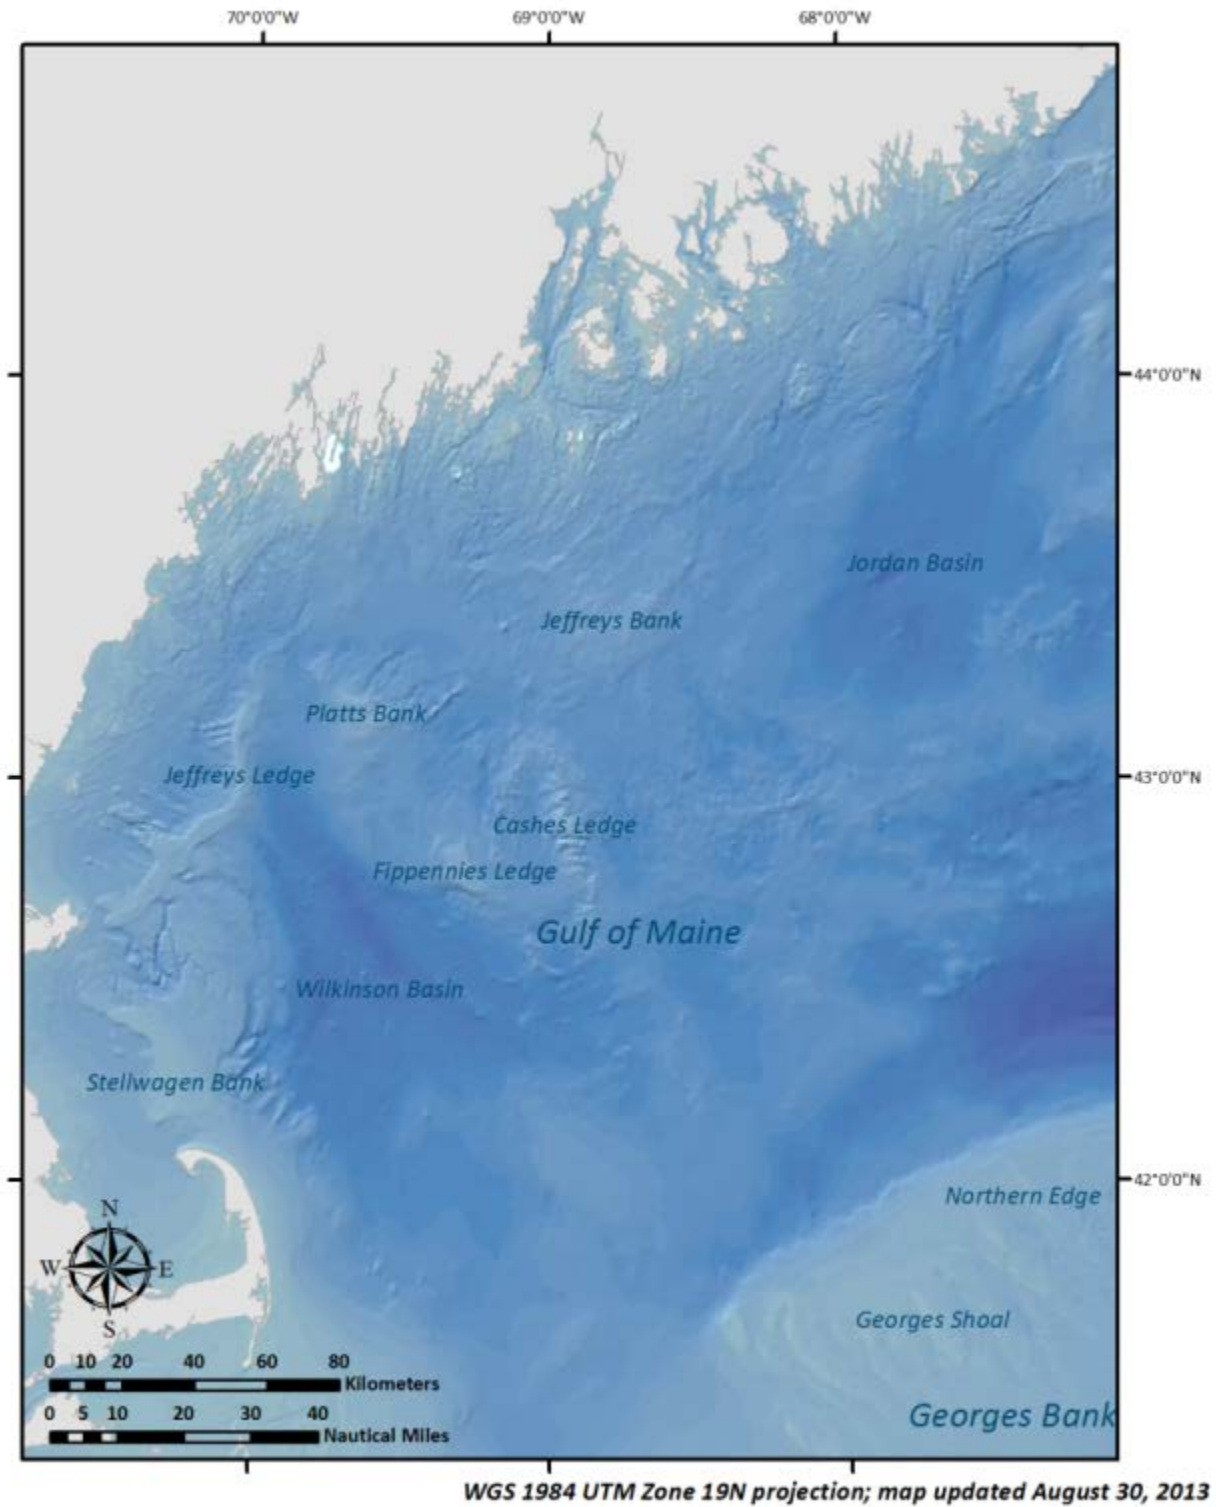 70°0'0"W 69°0'0"W 68°0'0"W
44°0'0"N
Jordan Basin
Jeffreys Bank
Platts Bank
Jeffreys Ledge
43°0'0"N
Cashes Ledge
Fippennies Ledge
Gulf of Maine
Wilkinson Basin
Stellwagen Bank
42°0'0"N
Northern Edge
N
W E
S
Georges Shoal
0 10 20 40 60 80
Kilometers
0 5 10 20 30 40
Nautical Miles
Georges Bank
WGS 1984 UTM Zone 19N projection; map updated August 30, 2013